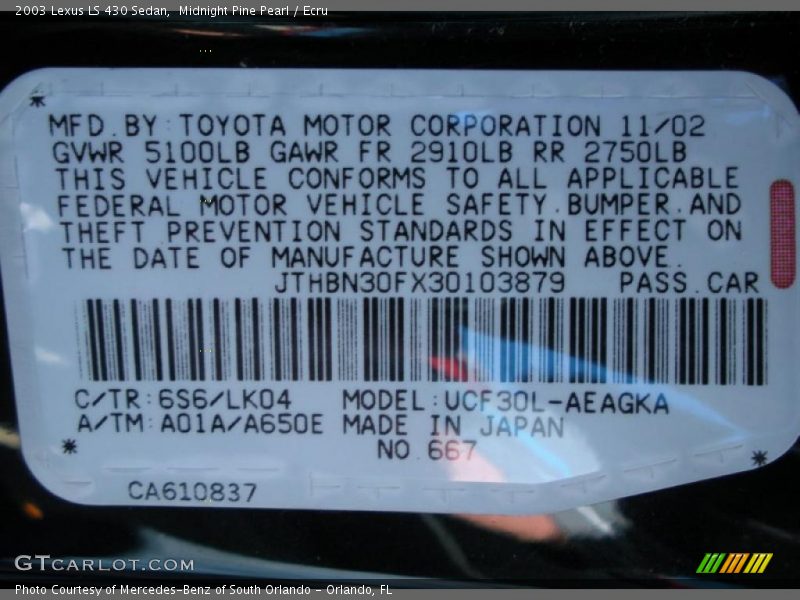 2003 Lexus LS 430 Sedan,  Midnight Pine Pearl / Ecru
MFD.BY:TOYOTA MOTOR CORPORATION 11/02
GVWR 5100LB GAWR FR 2910LB RR 2750LB
THIS VEHICLE CONFORMS TO ALL APPLICABLE
FEDERAL MOTOR VEHICLE SAFETY.BUMPER.AND
THEFT PREVENTION STANDARDS IN EFFECT ON
THE DATE OF MANUFACTURE SHOWN ABOVE.
JTHBN30FX30103879 PASS.CAR
C/TR:6S6/LK04 MODEL:UCF30L-AEAGKA
A/TM:A01A/A650E MADE IN JAPAN
NO.667
CA610837
GTCARLOT.COM
Photo Courtesy of Mercedes-Benz of South Orlando - Orlando, FL